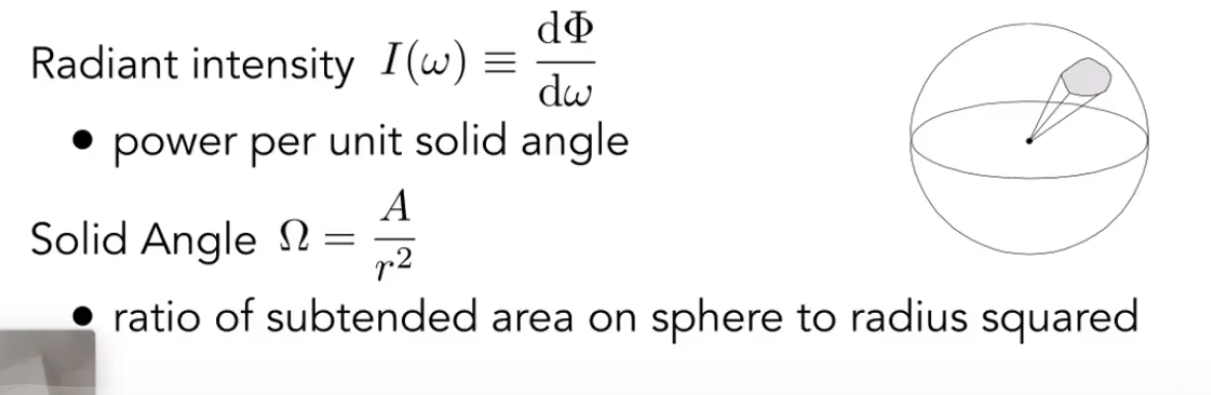 Radiant intensity I(ω) ≡ dΦ/dω
• power per unit solid angle
Solid Angle Ω = A/r²
• ratio of subtended area on sphere to radius squared